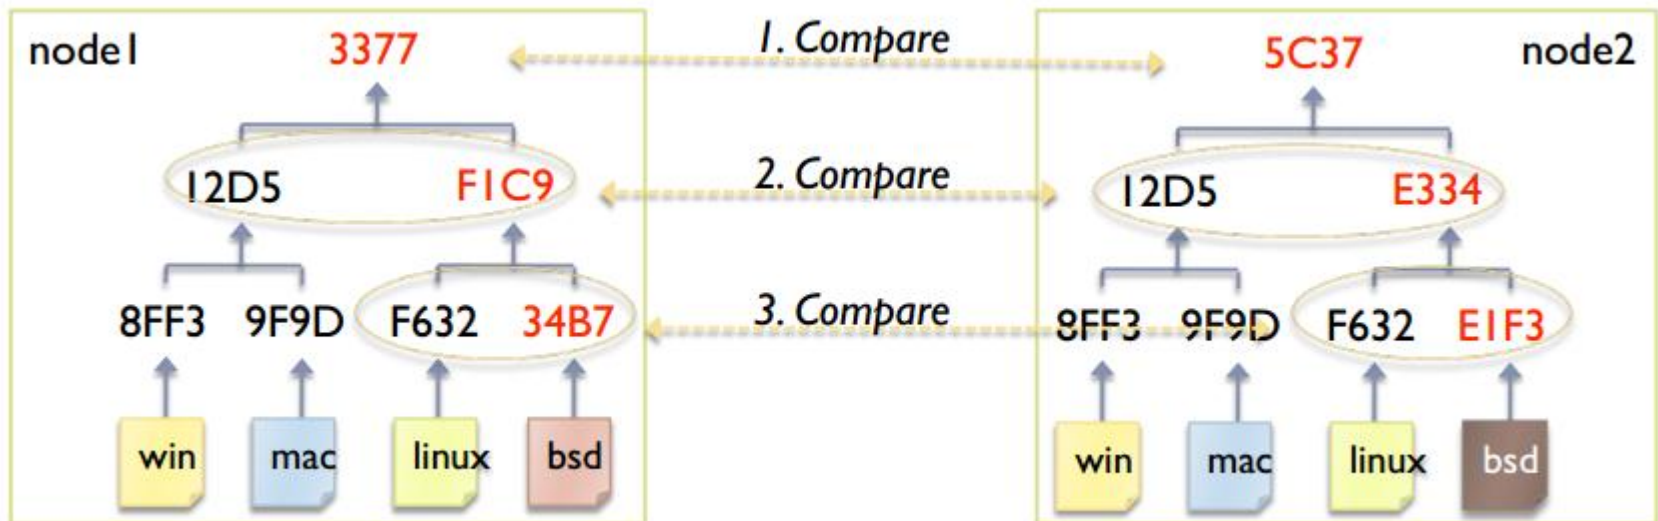 node1 3377 1. Compare 5C37 node2
12D5 F1C9 2. Compare 12D5 E334
8FF3 9F9D F632 34B7 3. Compare 8FF3 9F9D F632 E1F3
win mac linux bsd win mac linux bsd